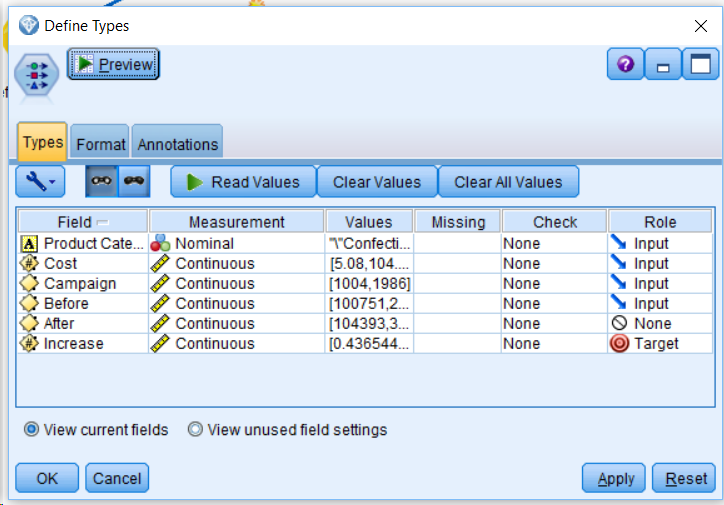 Define Types
Preview
Types Format Annotations
Read Values Clear Values Clear All Values
Field Measurement Values Missing Check Role
Product Cate... Nominal "\"Confecti... None Input
Cost Continuous [5.08,104.... None Input
Campaign Continuous [1004,1986] None Input
Before Continuous [100751,2... None Input
After Continuous [104393,3... None None
Increase Continuous [0.436544... None Target
View current fields View unused field settings
OK Cancel Apply Reset